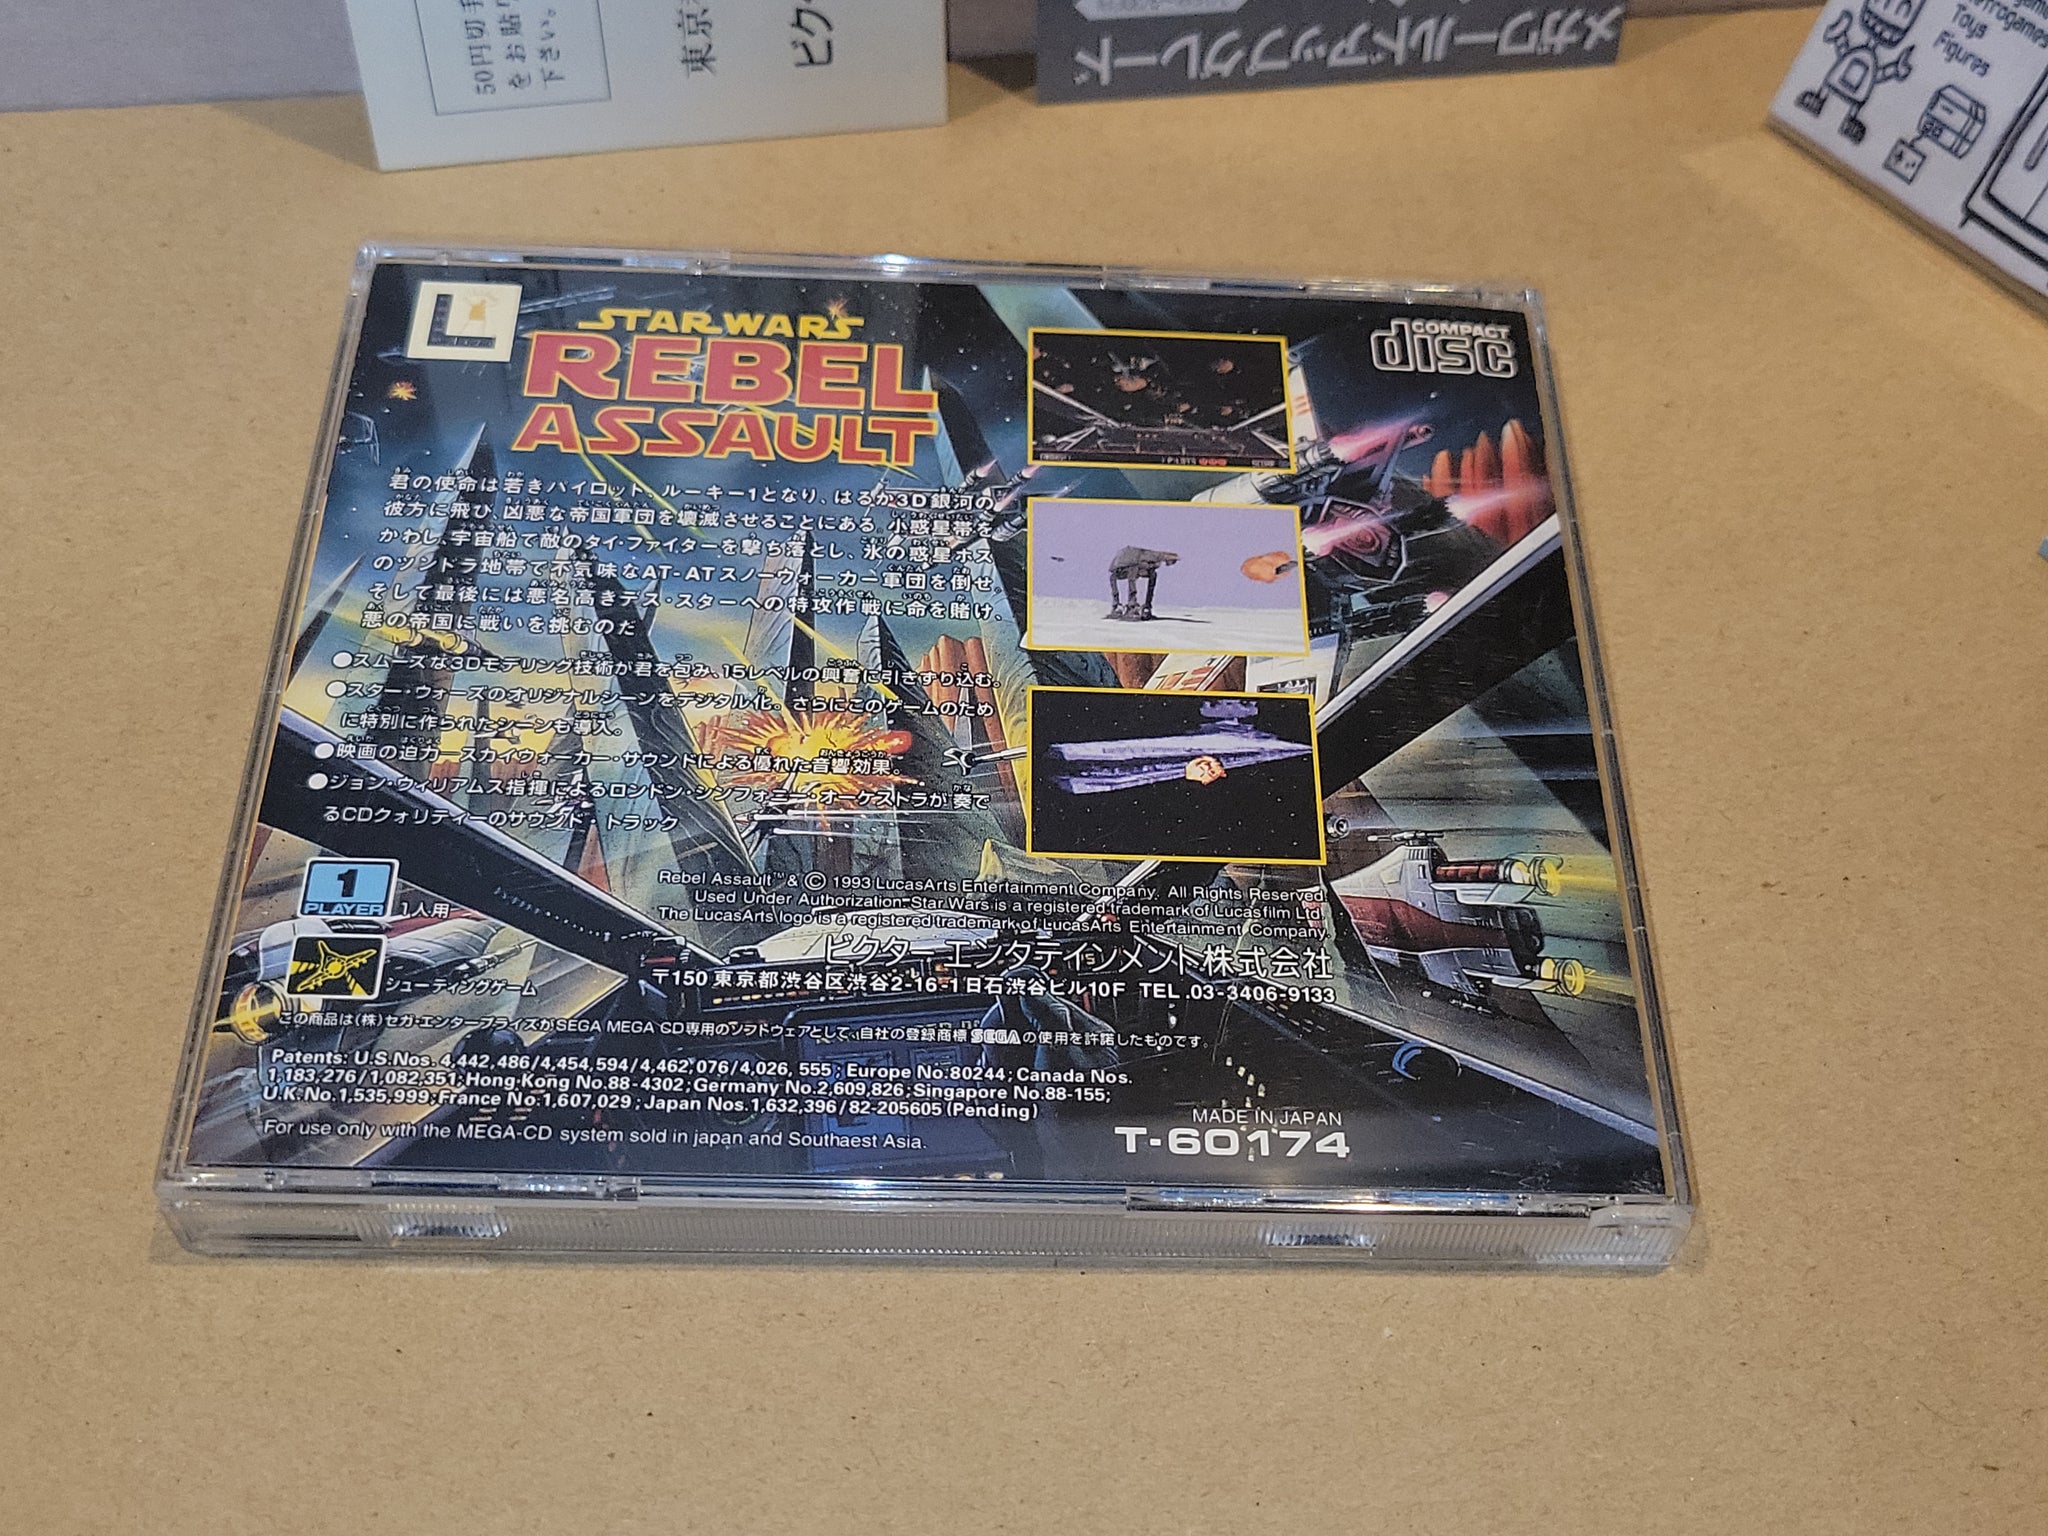 50円切手
をお貼り
下さい。
東京
ビク
メガワールドアップグレード
Toys
Figures
STAR WARS
REBEL
ASSAULT
COMPACT
disc
君の使命は若きパイロット、ルーキー1となり、はるか3D銀河の
彼方に飛び、凶悪な帝国軍団を壊滅させることにある。小惑星帯を
かわし、宇宙船で敵のタイ・ファイターを撃ち落とし、氷の惑星ホス
のツンドラ地帯で不気味なAT-ATスノーウォーカー軍団を倒せ。
そして最後には悪名高きデス・スターへの特攻作戦に命を賭け、
悪の帝国に戦いを挑むのだ
●スムーズな3Dモデリング技術が君を包み、15レベルの興奮に引きずり込む。
●スター・ウォーズのオリジナルシーンをデジタル化。さらにこのゲームのため
に特別に作られたシーンも導入。
●映画の迫力ースカイウォーカー・サウンドによる優れた音響効果。
●ジョン・ウィリアムス指揮によるロンドン・シンフォニー・オーケストラが奏で
るCDクォリティーのサウンド・トラック
1
PLAYER
1人用
シューティングゲーム
Rebel Assault™ & © 1993 LucasArts Entertainment Company. All Rights Reserved.
Used Under Authorization. Star Wars is a registered trademark of Lucasfilm Ltd.
The LucasArts logo is a registered trademark of LucasArts Entertainment Company.
ビクターエンタテインメント株式会社
〒150 東京都渋谷区渋谷2-16-1日石渋谷ビル10F TEL.03-3406-9133
この商品は(株)セガ・エンタープライゼスがSEGA MEGA CD専用のソフトウェアとして、自社の登録商標 SEGA の使用を許諾したものです。
Patents: U.S.Nos. 4,442,486/4,454,594/4,462,076/4,026, 555; Europe No.80244; Canada Nos.
1,183,276/1,082,351; Hong Kong No.88-4302; Germany No.2,609,826; Singapore No.88-155;
U.K.No.1,535,999; France No.1,607,029; Japan Nos.1,632,396/82-205605 (Pending)
For use only with the MEGA-CD system sold in japan and Southaest Asia.
MADE IN JAPAN
T-60174